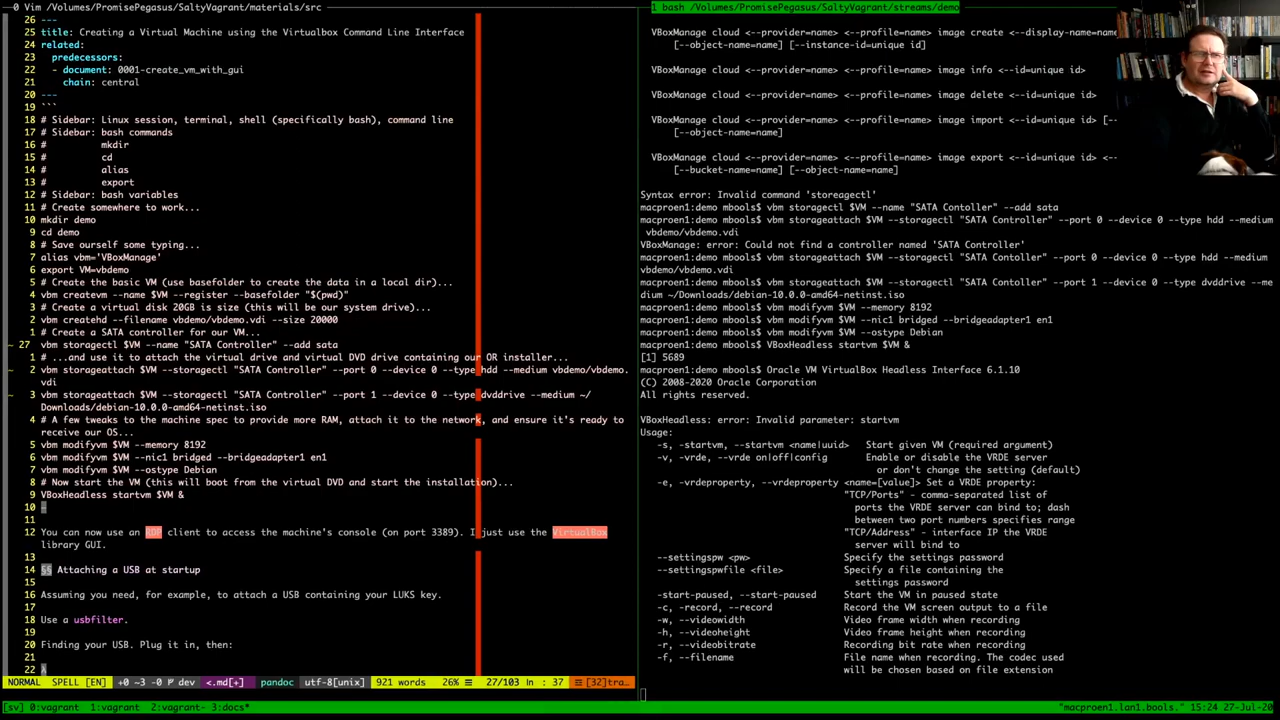 0 Vim /Volumes/PromisePegasus/SaltyVagrant/materials/src
26 ---
25 title: Creating a Virtual Machine using the Virtualbox Command Line Interface
24 related:
23   predecessors:
22   - document: 0001-create_vm_with_gui
21     chain: central
20 ---
19 ```
18 # Sidebar: Linux session, terminal, shell (specifically bash), command line
17 # Sidebar: bash commands
16 #          mkdir
15 #          cd
14 #          alias
13 #          export
12 # Sidebar: bash variables
11 # Create somewhere to work...
10 mkdir demo
9 cd demo
8 # Save ourself some typing...
7 alias vbm='VBoxManage'
6 export VM=vbdemo
5 # Create the basic VM (use basefolder to create the data in a local dir)...
4 vbm createvm --name $VM --register --basefolder "$(pwd)"
3 # Create a virtual disk 20GB is size (this will be our system drive)...
2 vbm createhd --filename vbdemo/vbdemo.vdi --size 20000
1 # Create a SATA controller for our VM...
~ 27 vbm storagectl $VM --name "SATA Controller" --add sata
1 # ...and use it to attach the virtual drive and virtual DVD drive containing our OR installer...
~ 2 vbm storageattach $VM --storagectl "SATA Controller" --port 0 --device 0 --type hdd --medium vbdemo/vbdemo.
vdi
~ 3 vbm storageattach $VM --storagectl "SATA Controller" --port 1 --device 0 --type dvddrive --medium ~/
Downloads/debian-10.0.0-amd64-netinst.iso
4 # A few tweaks to the machine spec to provide more RAM, attach it to the network, and ensure it's ready to
receive our OS...
5 vbm modifyvm $VM --memory 8192
6 vbm modifyvm $VM --nic1 bridged --bridgeadapter1 en1
7 vbm modifyvm $VM --ostype Debian
8 # Now start the VM (this will boot from the virtual DVD and start the installation)...
9 VBoxHeadless startvm $VM &
10
11
12 You can now use an RDP client to access the machine's console (on port 3389). I just use the VirtualBox
library GUI.
13
14 §§ Attaching a USB at startup
15
16 Assuming you need, for example, to attach a USB containing your LUKS key.
17
18 Use a usbfilter.
19
20 Finding your USB. Plug it in, then:
21
22 λ
NORMAL SPELL [EN] +0 ~3 -0 dev <.md[+] pandoc utf-8[unix] 921 words 26% 27/103 : 37 [32]tra…
1 bash /Volumes/PromisePegasus/SaltyVagrant/streams/demo
VBoxManage cloud <--provider=name> <--profile=name> image create <--display-name=name
[--object-name=name] [--instance-id=unique id]
VBoxManage cloud <--provider=name> <--profile=name> image info <--id=unique id>
VBoxManage cloud <--provider=name> <--profile=name> image delete <--id=unique id>
VBoxManage cloud <--provider=name> <--profile=name> image import <--id=unique id> [--
[--object-name=name]
VBoxManage cloud <--provider=name> <--profile=name> image export <--id=unique id> <--
[--bucket-name=name] [--object-name=name]
Syntax error: Invalid command 'storeagectl'
macproen1:demo mbools$ vbm storagectl $VM --name "SATA Contoller" --add sata
macproen1:demo mbools$ vbm storageattach $VM --storagectl "SATA Controller" --port 0 --device 0 --type hdd --medium
vbdemo/vbdemo.vdi
VBoxManage: error: Could not find a controller named 'SATA Controller'
macproen1:demo mbools$ vbm storageattach $VM --storagectl "SATA Contoller" --port 0 --device 0 --type hdd --medium
vbdemo/vbdemo.vdi
macproen1:demo mbools$ vbm storageattach $VM --storagectl "SATA Contoller" --port 1 --device 0 --type dvddrive --me
dium ~/Downloads/debian-10.0.0-amd64-netinst.iso
macproen1:demo mbools$ vbm modifyvm $VM --memory 8192
macproen1:demo mbools$ vbm modifyvm $VM --nic1 bridged --bridgeadapter1 en1
macproen1:demo mbools$ vbm modifyvm $VM --ostype Debian
macproen1:demo mbools$ VBoxHeadless startvm $VM &
[1] 5689
macproen1:demo mbools$ Oracle VM VirtualBox Headless Interface 6.1.10
(C) 2008-2020 Oracle Corporation
All rights reserved.
VBoxHeadless: error: Invalid parameter: startvm
Usage:
-s, -startvm, --startvm <name|uuid>   Start given VM (required argument)
-v, -vrde, --vrde on|off|config       Enable or disable the VRDE server
or don't change the setting (default)
-e, -vrdeproperty, --vrdeproperty <name=[value]> Set a VRDE property:
"TCP/Ports" - comma-separated list of
ports the VRDE server can bind to; dash
between two port numbers specifies range
"TCP/Address" - interface IP the VRDE
server will bind to
--settingspw <pw>                  Specify the settings password
--settingspwfile <file>            Specify a file containing the
settings password
-start-paused, --start-paused      Start the VM in paused state
-c, -record, --record              Record the VM screen output to a file
-w, --videowidth                   Video frame width when recording
-h, --videoheight                  Video frame height when recording
-r, --videobitrate                 Recording bit rate when recording
-f, --filename                     File name when recording. The codec used
will be chosen based on file extension
[sv] 0:vagrant  1:vagrant  2:vagrant- 3:docs*
"macproen1.lan1.bools." 15:24 27-Jul-20